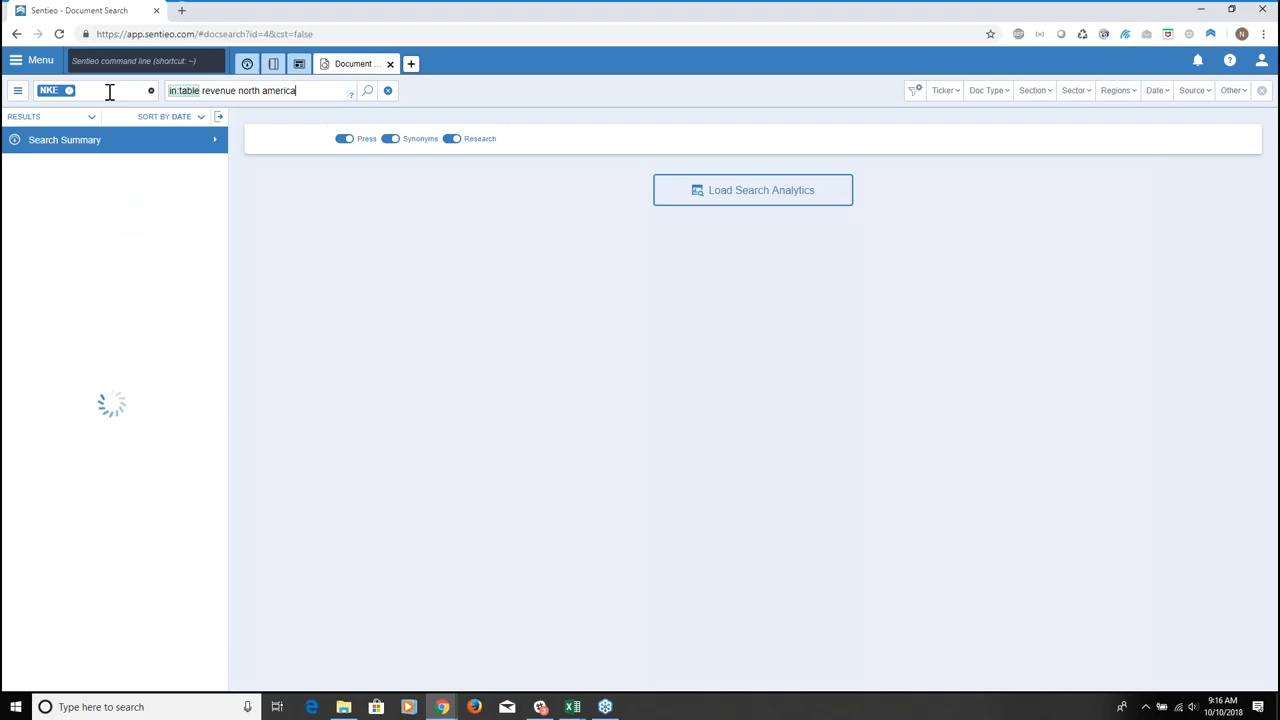 Sentieo - Document Search
https://app.sentieo.com/#docsearch?id=4&cst=false
Menu
Sentieo command line (shortcut: ~)
Document ...
NKE
in:table revenue north america
?
Ticker
Doc Type
Section
Sector
Regions
Date
Source
Other
RESULTS
SORT BY DATE
Search Summary
Press
Synonyms
Research
Load Search Analytics
Type here to search
9:16 AM
10/10/2018